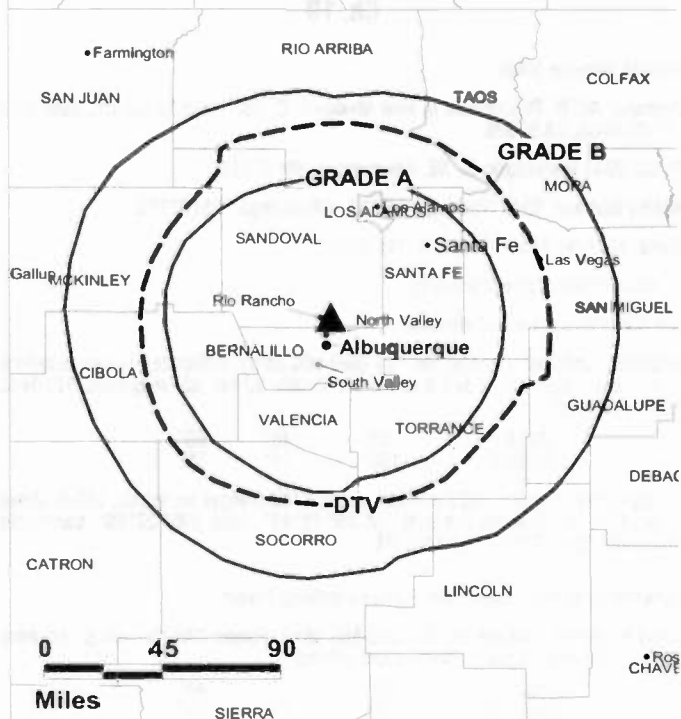 RIO ARRIBA
Farmington
COLFAX
SAN JUAN
TAOS
GRADE B
GRADE A
MORA
Los Alamos
LOS ALAMOS
SANDOVAL
Santa Fe
Las Vegas
SANTA FE
Gallup
MCKINLEY
Rio Rancho
SAN MIGUEL
North Valley
Albuquerque
BERNALILLO
CIBOLA
South Valley
GUADALUPE
VALENCIA
TORRANCE
DEBAC
DTV
SOCORRO
CATRON
LINCOLN
0 45 90
Ros
CHAVE
Miles
SIERRA